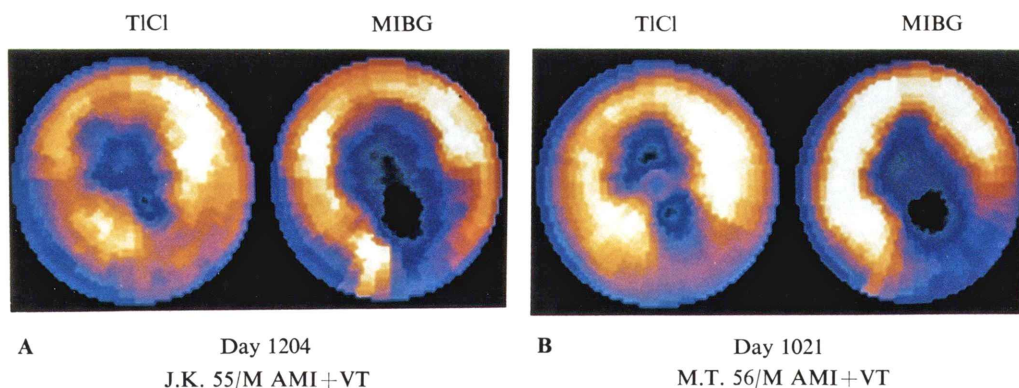 TlCl MIBG TlCl MIBG
A Day 1204 B Day 1021
J.K. 55/M AMI+VT M.T. 56/M AMI+VT